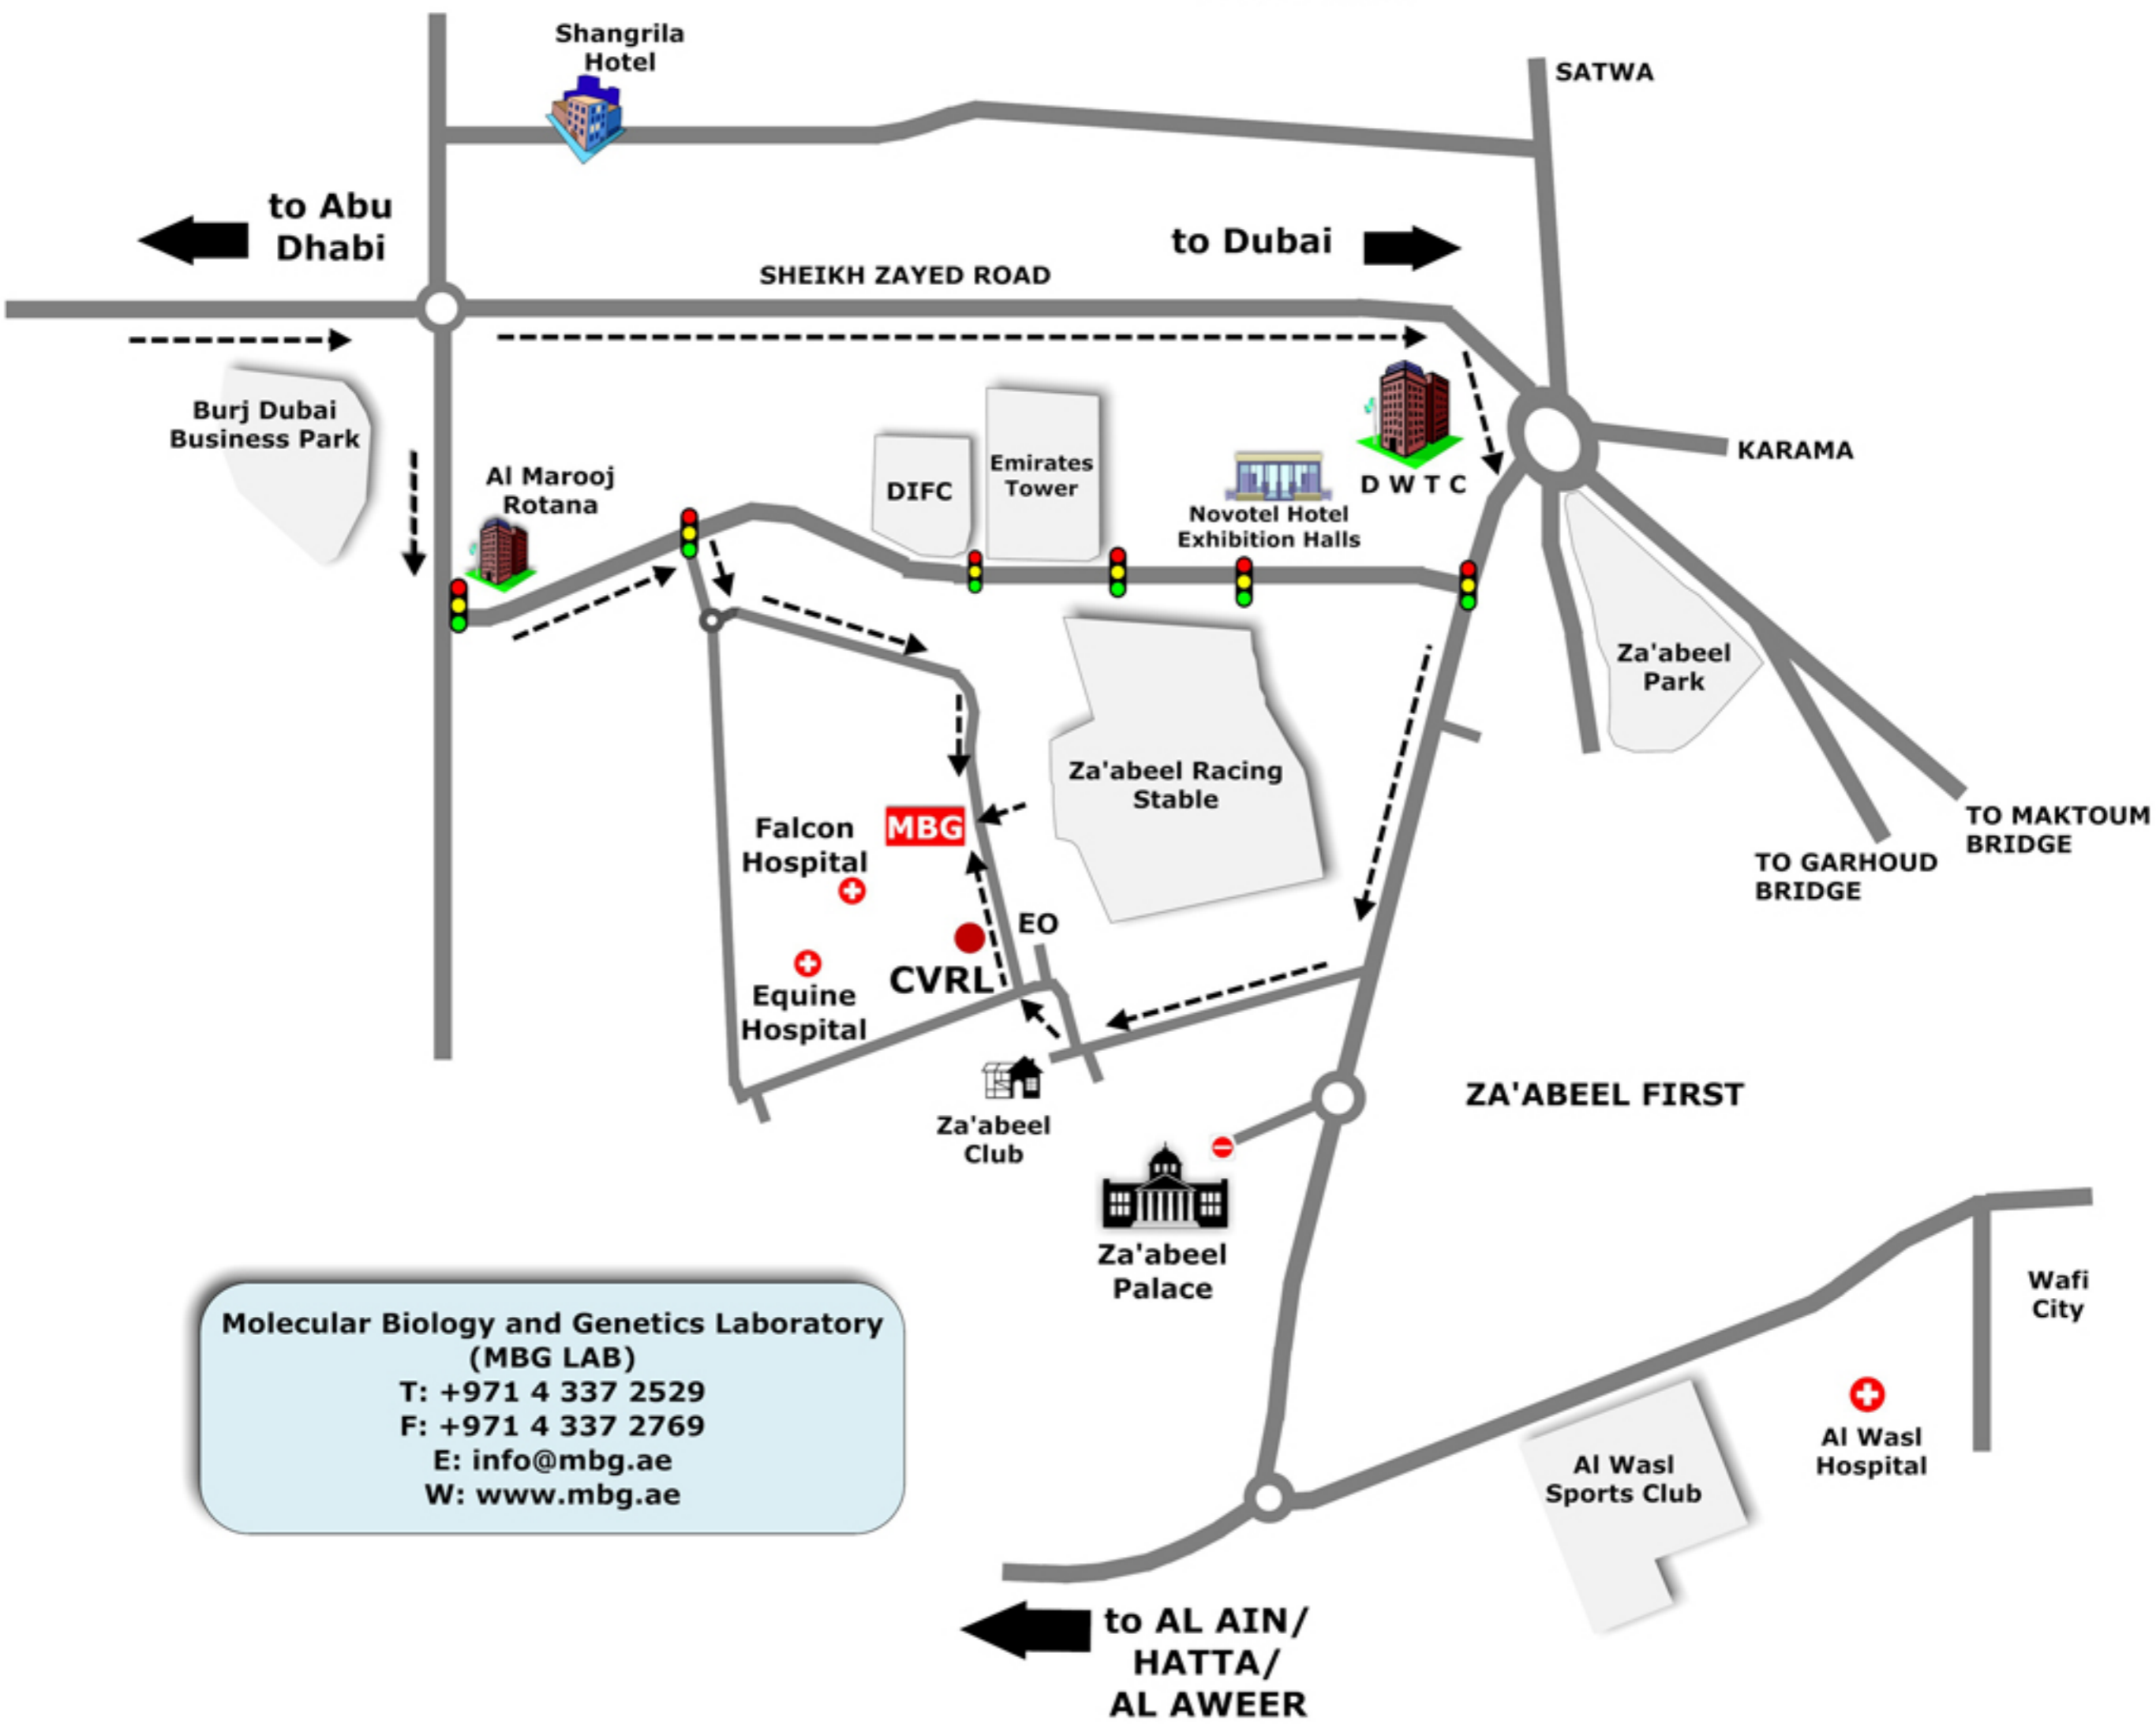 Shangrila
Hotel
SATWA
to Abu
Dhabi
to Dubai
SHEIKH ZAYED ROAD
Burj Dubai
Business Park
Al Marooj
Rotana
DIFC
Emirates
Tower
Novotel Hotel
Exhibition Halls
D W T C
KARAMA
Za'abeel
Park
Za'abeel Racing
Stable
TO MAKTOUM
BRIDGE
TO GARHOUD
BRIDGE
MBG
Falcon
Hospital
EO
CVRL
Equine
Hospital
Za'abeel
Club
ZA'ABEEL FIRST
Za'abeel
Palace
Wafi
City
Al Wasl
Hospital
Al Wasl
Sports Club
Molecular Biology and Genetics Laboratory
(MBG LAB)
T: +971 4 337 2529
F: +971 4 337 2769
E: info@mbg.ae
W: www.mbg.ae
to AL AIN/
HATTA/
AL AWEER